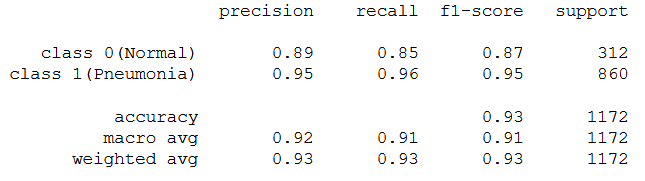 precision recall f1-score support
class 0(Normal) 0.89 0.85 0.87 312
class 1(Pneumonia) 0.95 0.96 0.95 860
accuracy 0.93 1172
macro avg 0.92 0.91 0.91 1172
weighted avg 0.93 0.93 0.93 1172